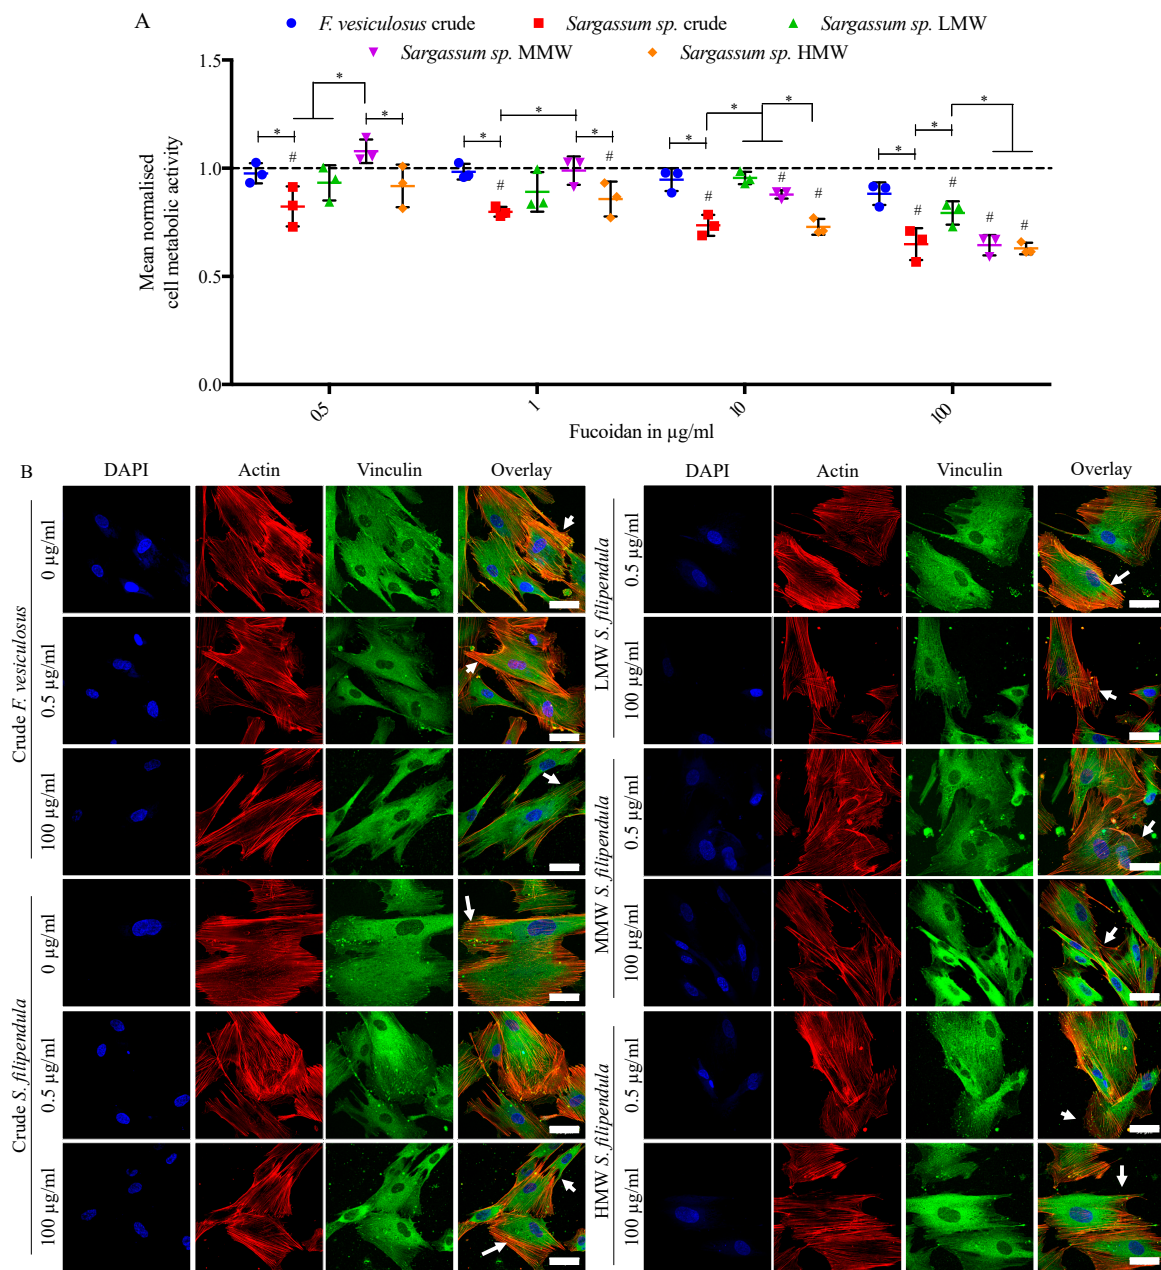 A
F. vesiculosus crude
Sargassum sp. crude
Sargassum sp. LMW
Sargassum sp. MMW
Sargassum sp. HMW
Mean normalised
cell metabolic activity
1.5
1.0
0.5
0.0
* * * *
* * * *
* * * *
* * *
# # # # # # # # # #
0.5 1 10 100
Fucoidan in µg/ml
B
DAPI Actin Vinculin Overlay
Crude F. vesiculosus
0 µg/ml
0.5 µg/ml
100 µg/ml
Crude S. filipendula
0 µg/ml
0.5 µg/ml
100 µg/ml
DAPI Actin Vinculin Overlay
LMW S. filipendula
0.5 µg/ml
100 µg/ml
MMW S. filipendula
0.5 µg/ml
100 µg/ml
HMW S. filipendula
0.5 µg/ml
100 µg/ml